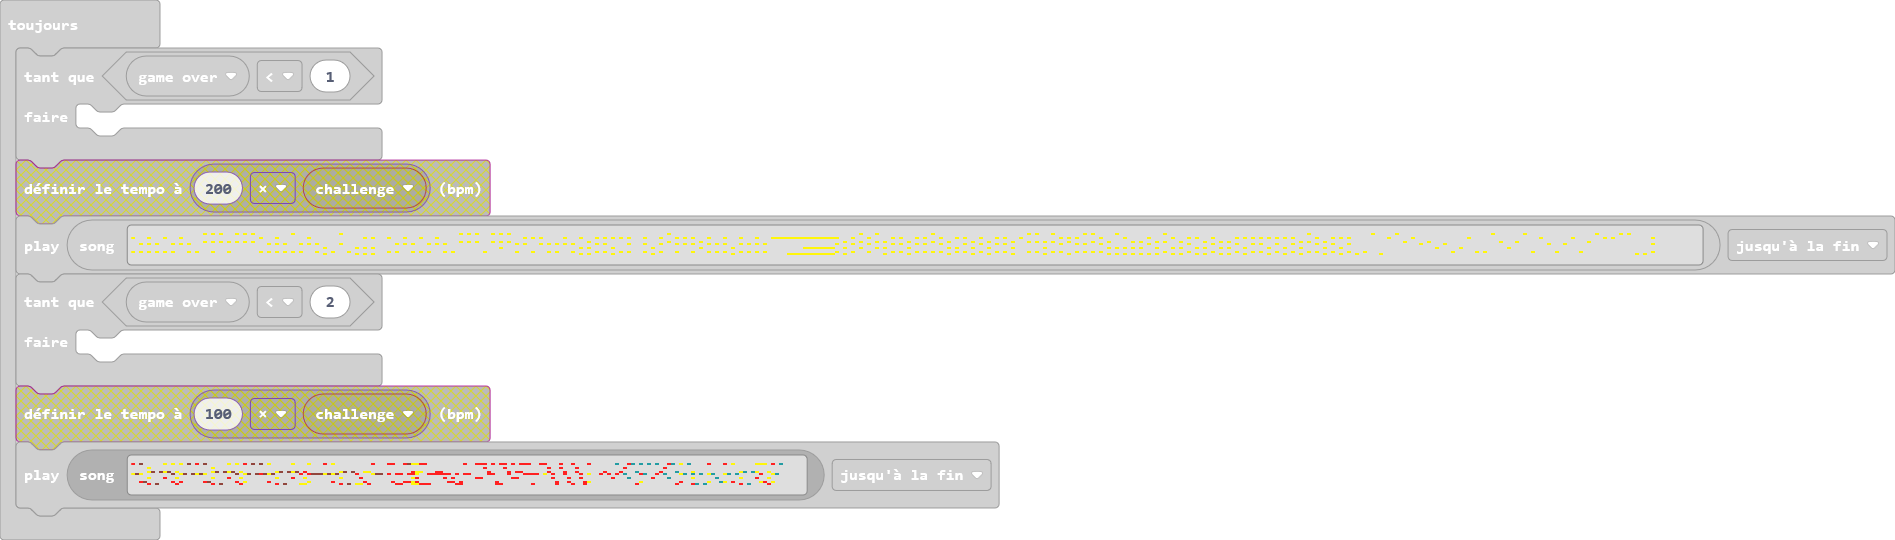 toujours
tant que game over < 1
faire
définir le tempo à 200 × challenge (bpm)
play song jusqu'à la fin
tant que game over < 2
faire
définir le tempo à 100 × challenge (bpm)
play song jusqu'à la fin